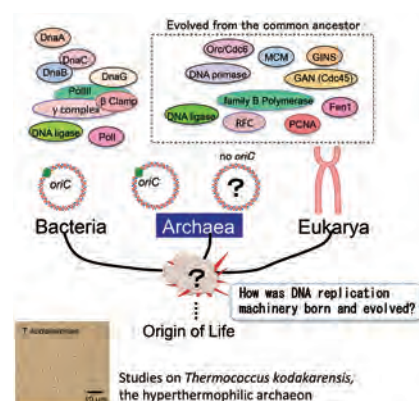 Evolved from the common ancestor
DnaA
DnaC
DnaB
DnaG
PolIII
γ-complex
β Clamp
DNA ligase
PolI
Orc/Cdc6
MCM
GINS
DNA primase
GAN (Cdc45)
family B Polymerase
Fen1
DNA ligase
RFC
PCNA
no oriC
oriC
oriC
?
Bacteria
Archaea
Eukarya
?
How was DNA replication
machinery born and evolved?
Origin of Life
Studies on Thermococcus kodakarensis,
the hyperthermophilic archaeon